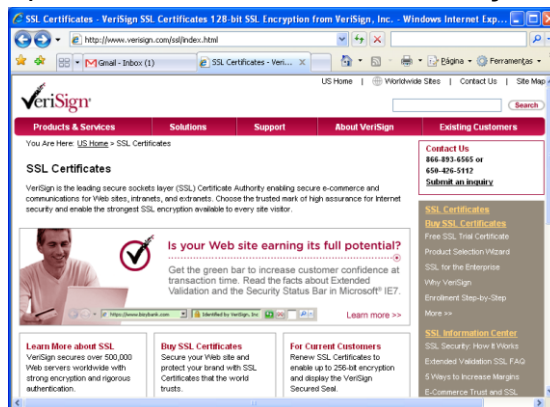 SSL Certificates - VeriSign SSL Certificates 128-bit SSL Encryption from VeriSign, Inc. - Windows Internet Exp...
http://www.verisign.com/ssl/index.html
Gmail - Inbox (1)
SSL Certificates - Veri...
Página
Ferramentas
US Home | Worldwide Sites | Contact Us | Site Map
VeriSign
Search
Products & Services Solutions Support About VeriSign Existing Customers
You Are Here: US Home > SSL Certificates
SSL Certificates
VeriSign is the leading secure sockets layer (SSL) Certificate Authority enabling secure e-commerce and
communications for Web sites, intranets, and extranets. Choose the trusted mark of high assurance for Internet
security and enable the strongest SSL encryption available to every site visitor.
Is your Web site earning its full potential?
Get the green bar to increase customer confidence at
transaction time. Read the facts about Extended
Validation and the Security Status Bar in Microsoft® IE7.
Learn more >>
https://www.bizybank.com
Identified by VeriSign, Inc
Learn More about SSL
VeriSign secures over 500,000
Web servers worldwide with
strong encryption and rigorous
authentication.
Buy SSL Certificates
Secure your Web site and
protect your brand with SSL
Certificates that the world
trusts.
For Current Customers
Renew SSL Certificates to
enable up to 256-bit encryption
and display the VeriSign
Secured Seal.
Contact Us
866-893-6565 or
650-426-5112
Submit an inquiry
SSL Certificates
Buy SSL Certificates
Free SSL Trial Certificate
Product Selection Wizard
SSL for the Enterprise
Why VeriSign
Enrollment Step-by-Step
More >>
SSL Information Center
SSL Security: How It Works
Extended Validation SSL FAQ
5 Ways to Increase Margins
E-Commerce Trust and SSL